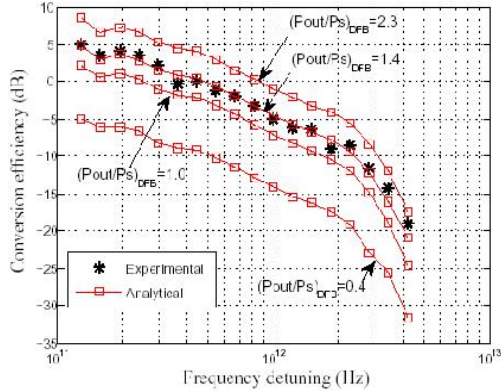 10
5
0
-5
-10
-15
-20
-25
-30
-35
Conversion efficiency (dB)
(Pout/Ps)DFB=2.3
(Pout/Ps)DFB=1.4
(Pout/Ps)DFB=1.0
(Pout/Ps)DFB=0.4
Experimental
Analytical
10^11
10^12
10^13
Frequency detuning (Hz)